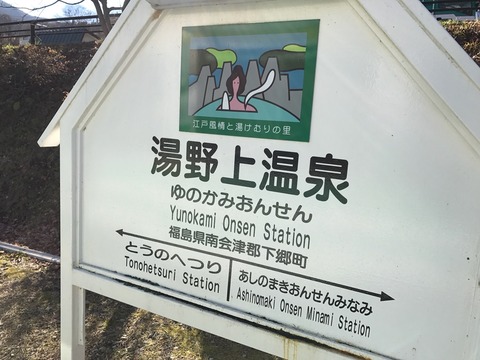 江戸風情と湯けむりの里
湯野上温泉
ゆのかみおんせん
Yunokami Onsen Station
福島県南会津郡下郷町
とうのへつり
Tonohetsuri Station
あしのまきおんせんみなみ
Ashinomaki Onsen Minami Station